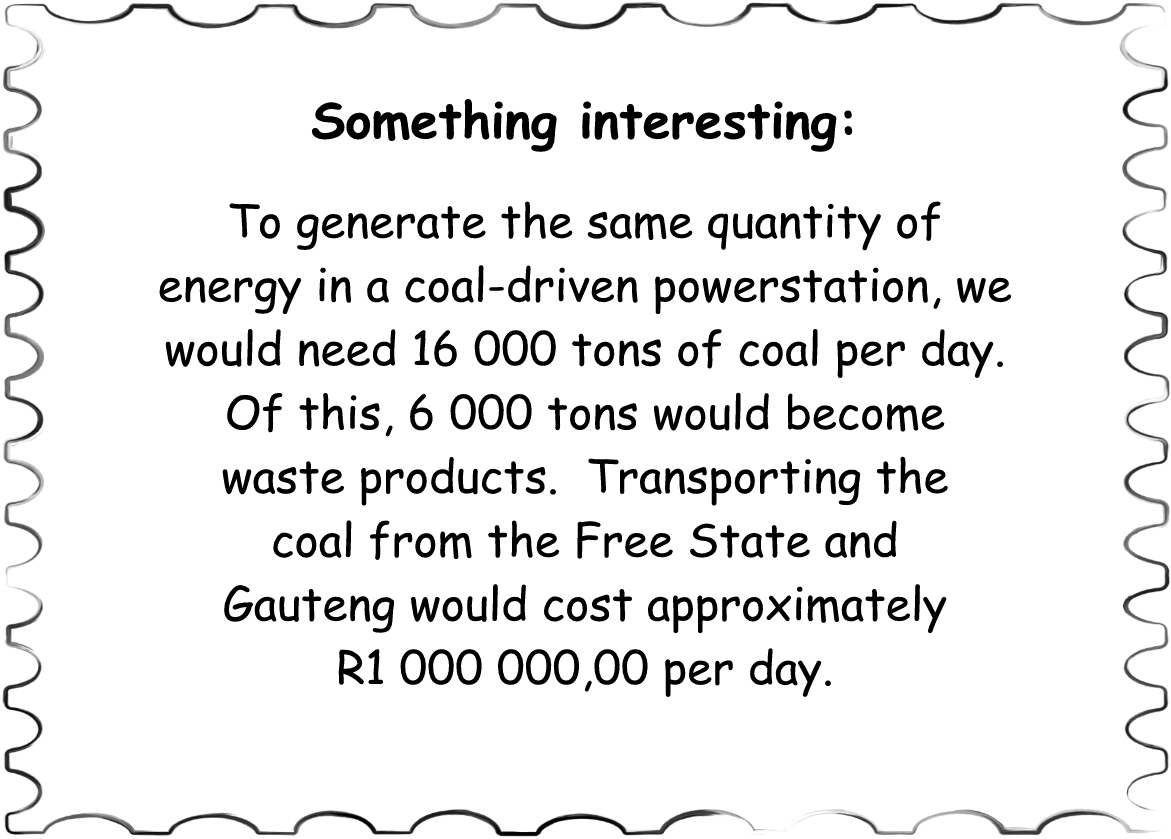 Something interesting:
To generate the same quantity of
energy in a coal-driven powerstation, we
would need 16 000 tons of coal per day.
Of this, 6 000 tons would become
waste products.  Transporting the
coal from the Free State and
Gauteng would cost approximately
R1 000 000,00 per day.